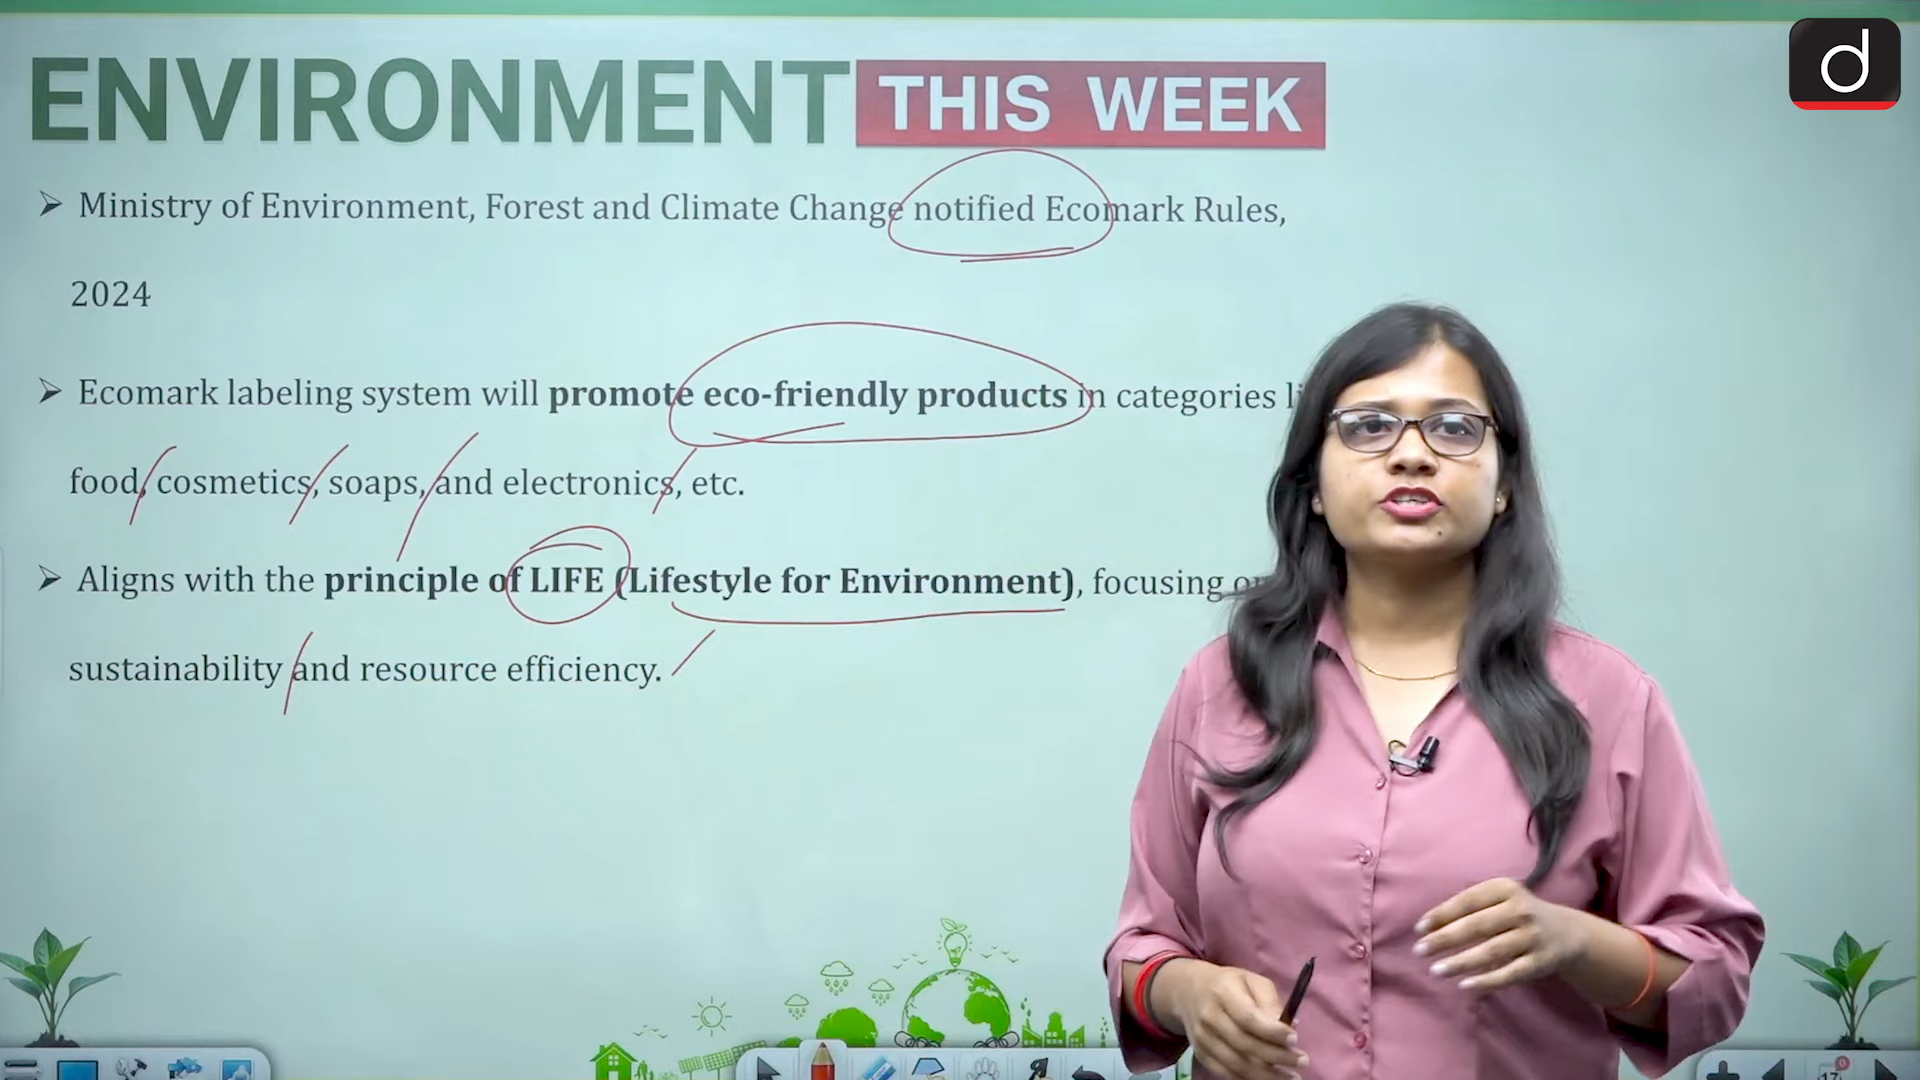 ENVIRONMENT THIS WEEK
d
➢ Ministry of Environment, Forest and Climate Change notified Ecomark Rules,
2024
➢ Ecomark labeling system will promote eco-friendly products in categories
food, cosmetics, soaps, and electronics, etc.
➢ Aligns with the principle of LIFE (Lifestyle for Environment), focusing
sustainability and resource efficiency.